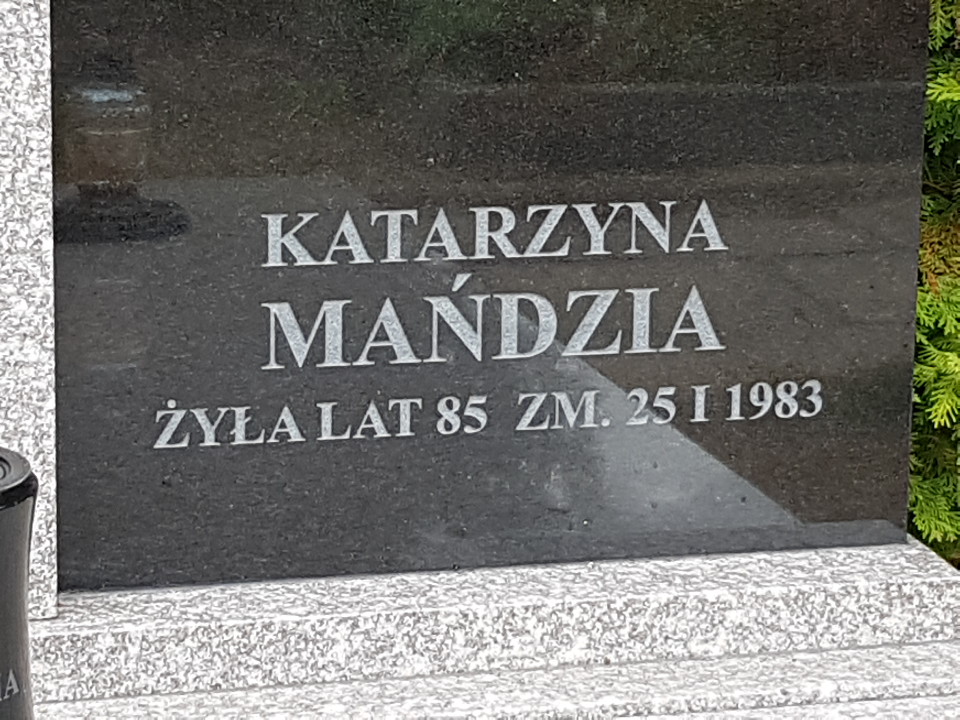 KATARZYNA
MAŃDZIA
ŻYŁA LAT 85 ZM. 25 I 1983